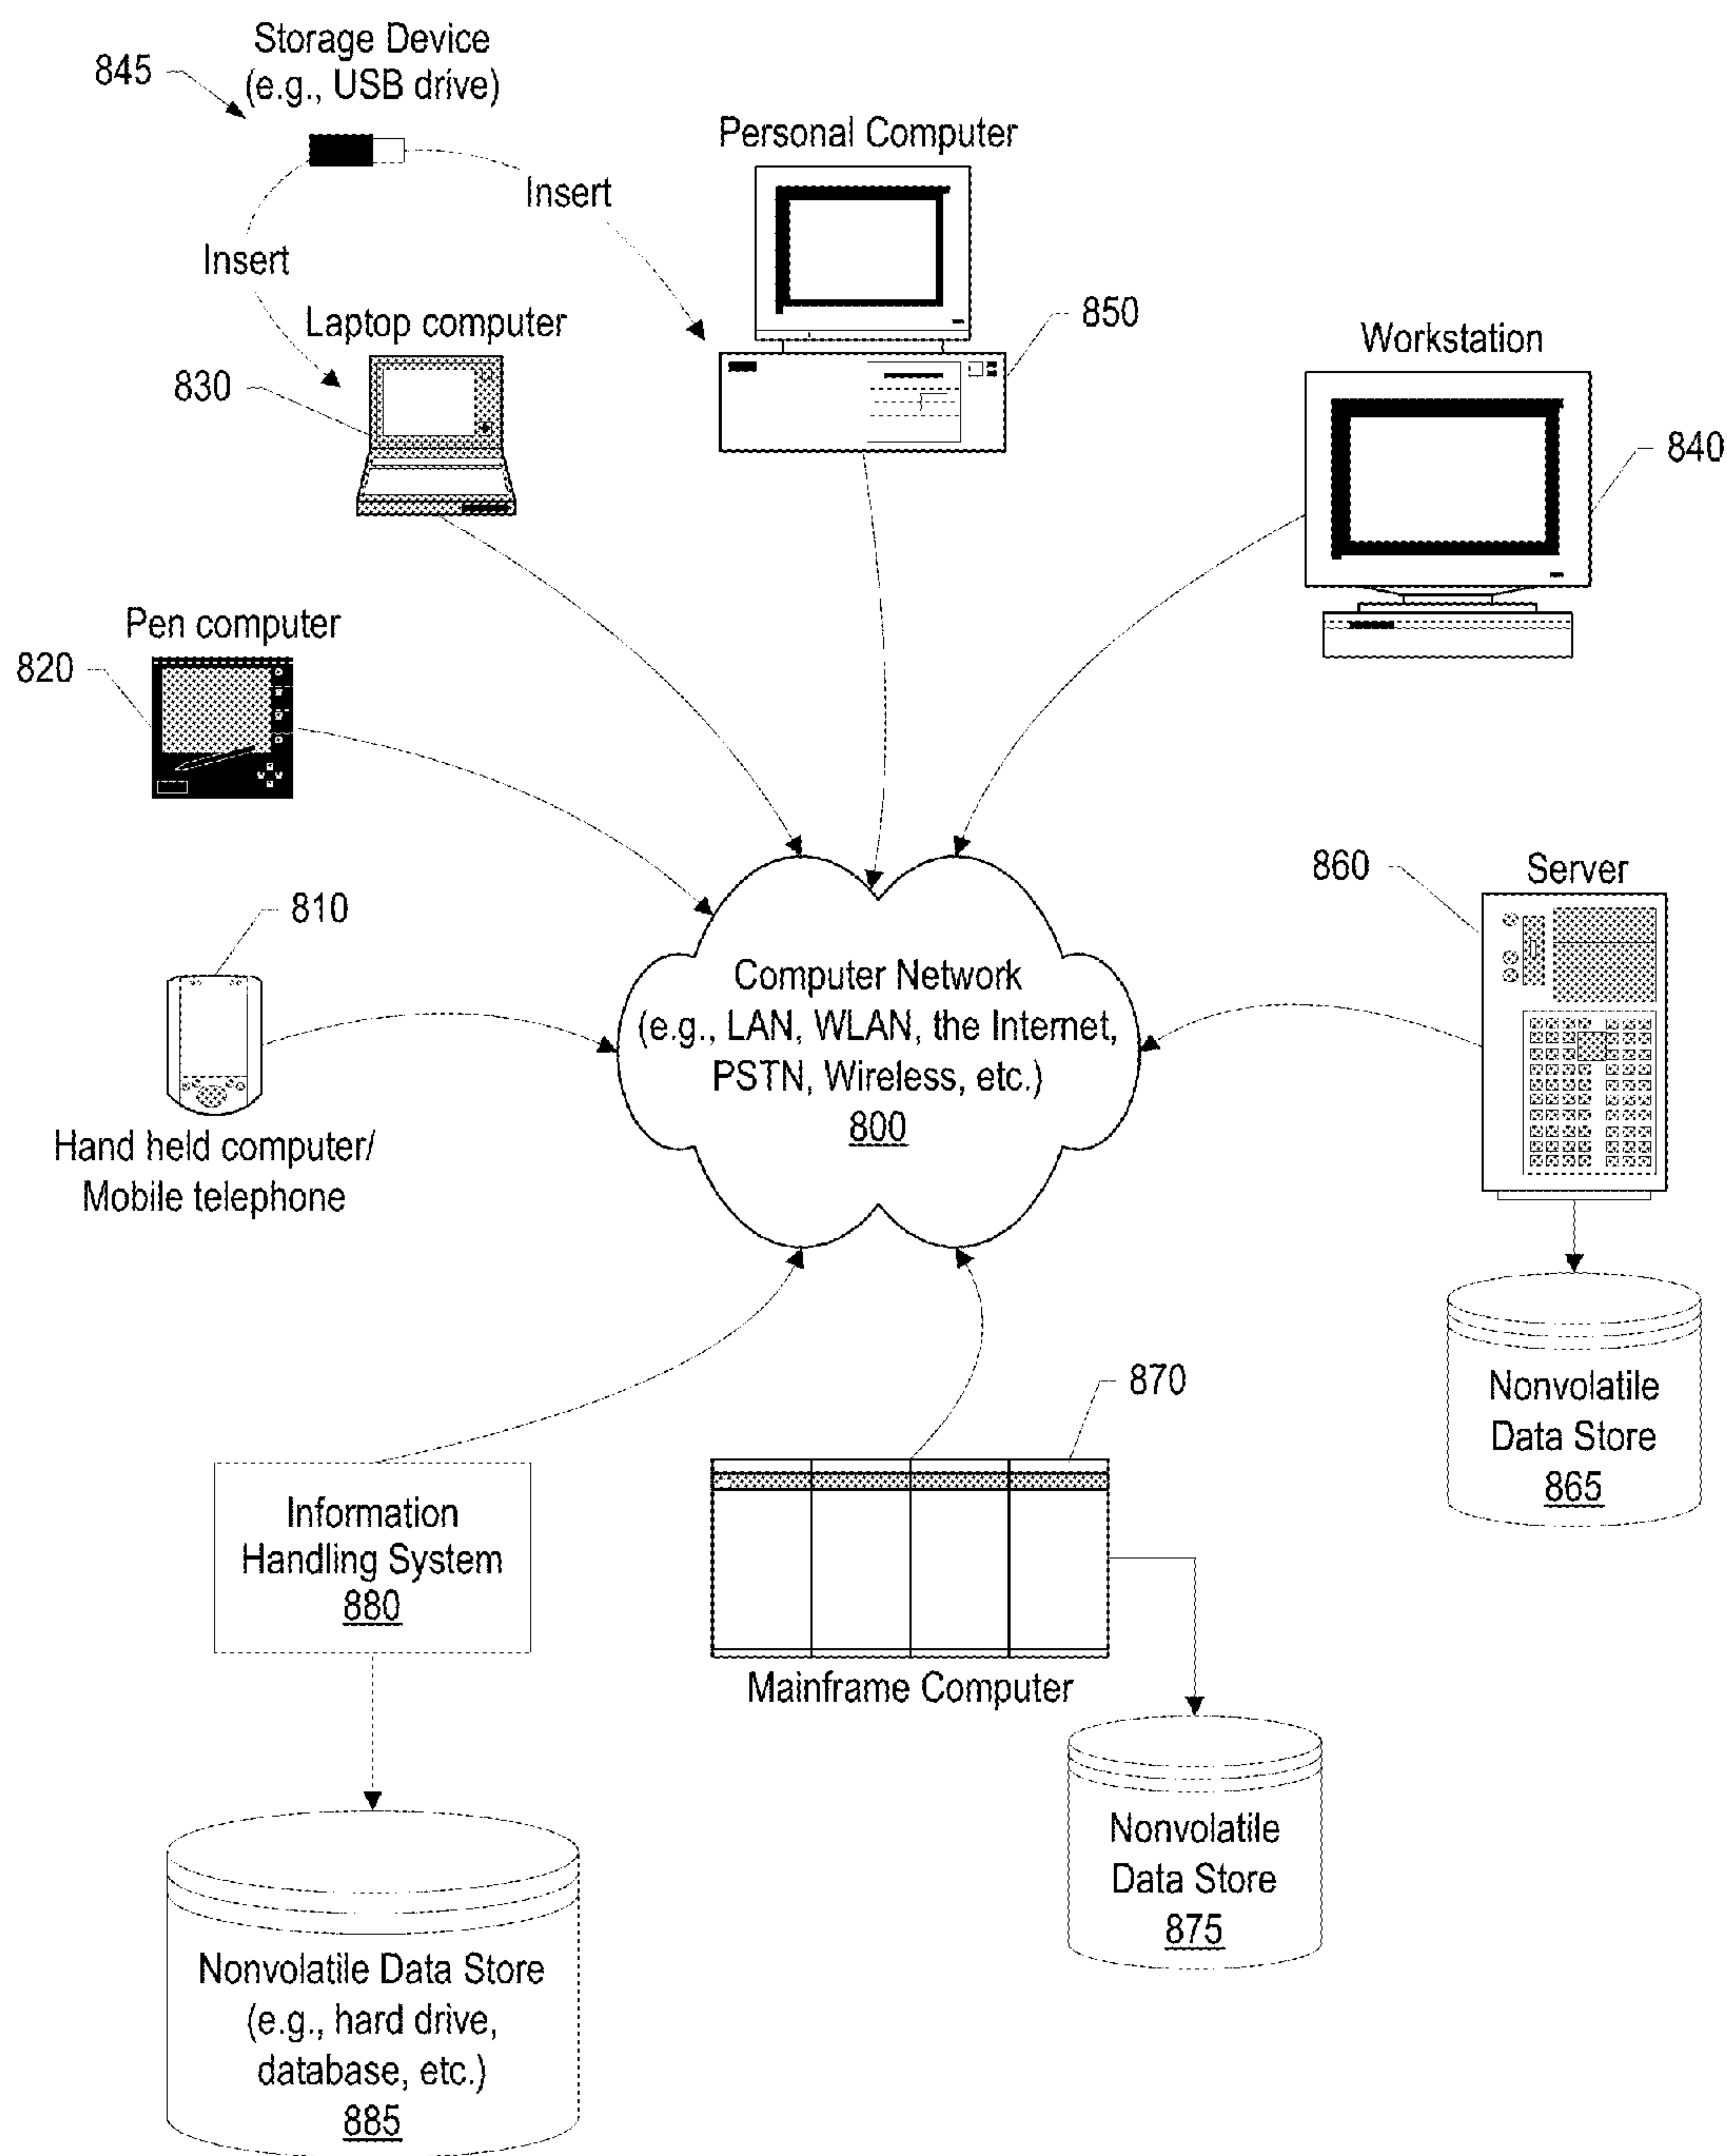 Storage Device
(e.g., USB drive)
845
Insert
Insert
Personal Computer
850
Laptop computer
830
Workstation
840
Pen computer
820
810
Hand held computer/
Mobile telephone
Computer Network
(e.g., LAN, WLAN, the Internet,
PSTN, Wireless, etc.)
800
860
Server
Nonvolatile
Data Store
865
870
Mainframe Computer
Information
Handling System
880
Nonvolatile
Data Store
875
Nonvolatile Data Store
(e.g., hard drive,
database, etc.)
885